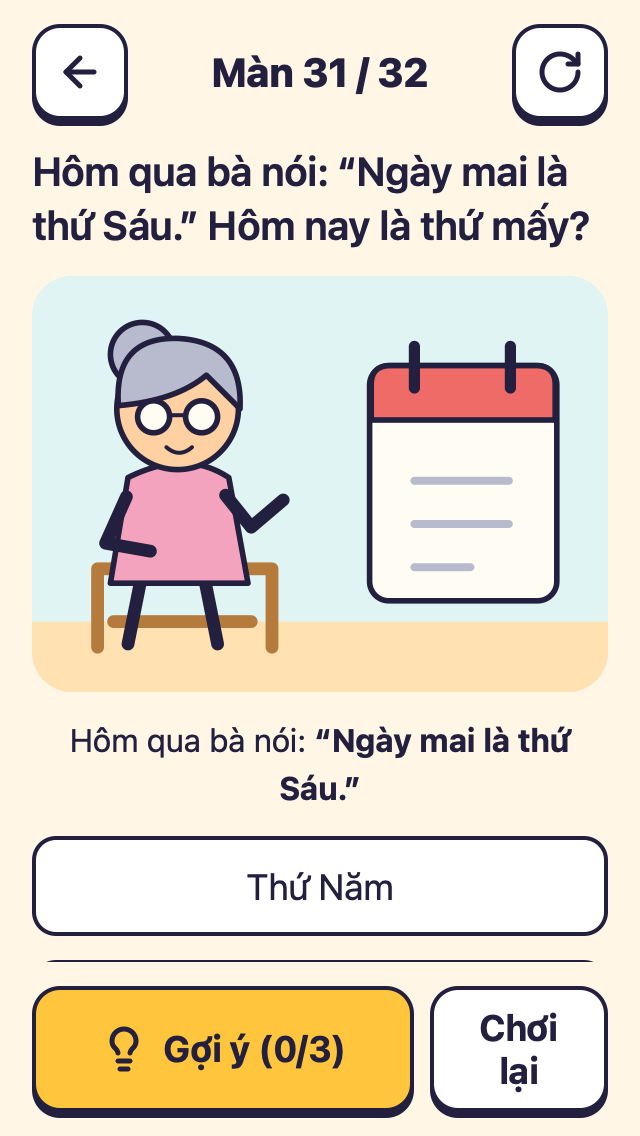 Màn 31 / 32
Hôm qua bà nói: “Ngày mai là
thứ Sáu.” Hôm nay là thứ mấy?
Hôm qua bà nói: “Ngày mai là thứ
Sáu.”
Thứ Năm
Gợi ý (0/3)
Chơi
lại